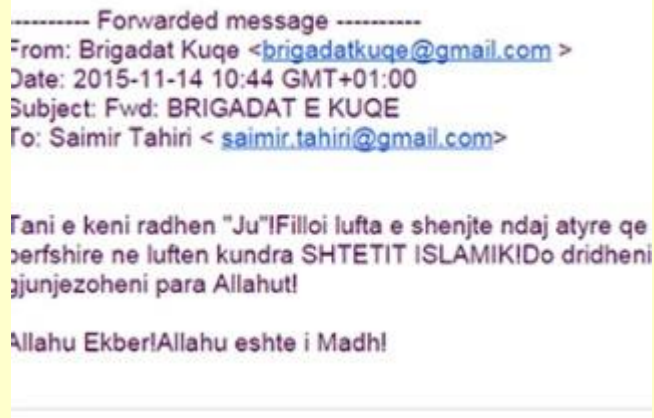 ---------- Forwarded message ----------
From: Brigadat Kuqe <brigadatkuqe@gmail.com >
Date: 2015-11-14 10:44 GMT+01:00
Subject: Fwd: BRIGADAT E KUQE
To: Saimir Tahiri < saimir.tahiri@gmail.com>
Tani e keni radhen "Ju"!Filloi lufta e shenjte ndaj atyre qe
perfshire ne luften kundra SHTETIT ISLAMIK!Do dridheni
gjunjezoheni para Allahut!
Allahu Ekber!Allahu eshte i Madh!